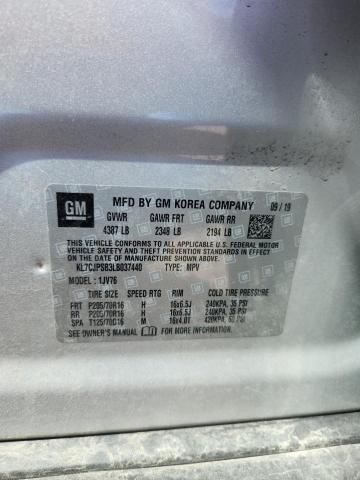 GM
MFD BY GM KOREA COMPANY 09/19
GVWR GAWR FRT GAWR RR
4387 LB 2348 LB 2194 LB
THIS VEHICLE CONFORMS TO ALL APPLICABLE U.S. FEDERAL MOTOR
VEHICLE SAFETY AND THEFT PREVENTION STANDARDS IN EFFECT ON
THE DATE OF MANUFACTURE SHOWN ABOVE.
KL7CJPSB3LB037440 TYPE: MPV
MODEL: 1JV76
TIRE SIZE SPEED RTG RIM COLD TIRE PRESSURE
FRT P205/70R16 H 16x6.5J 240KPA, 35 PSI
RR P205/70R16 H 16x6.5J 240KPA, 35 PSI
SPA T125/70D16 M 16x4.0T 420KPA, 60 PSI
SEE OWNER'S MANUAL FOR MORE INFORMATION.